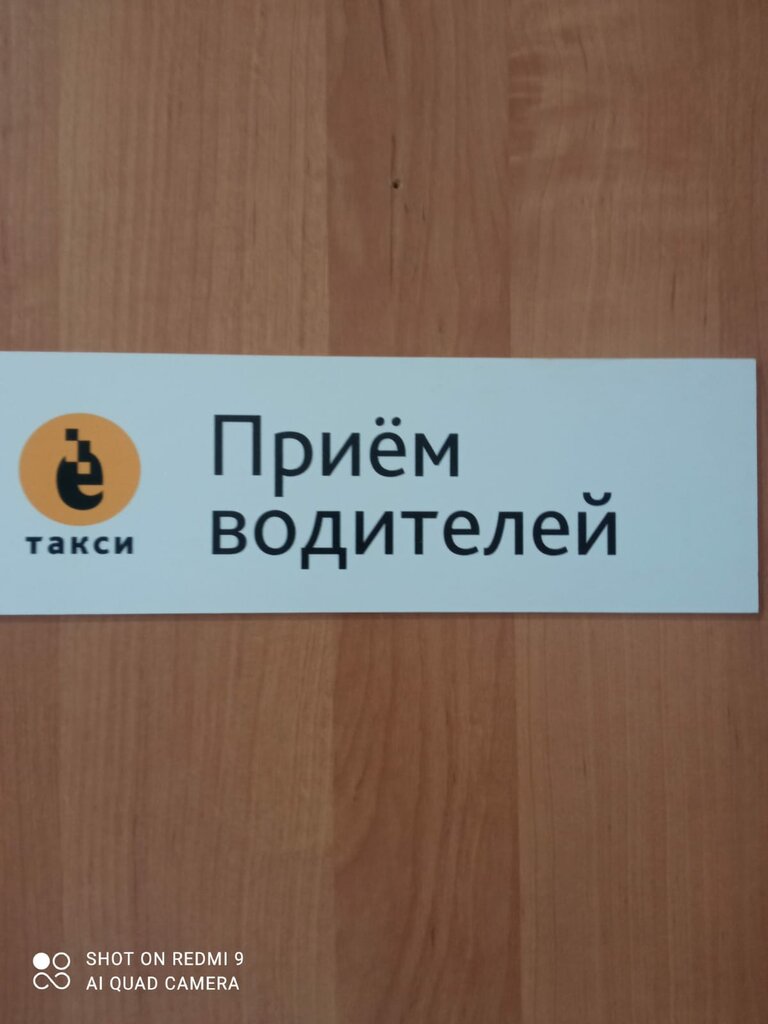 ё
такси
Приём
водителей
SHOT ON REDMI 9
AI QUAD CAMERA